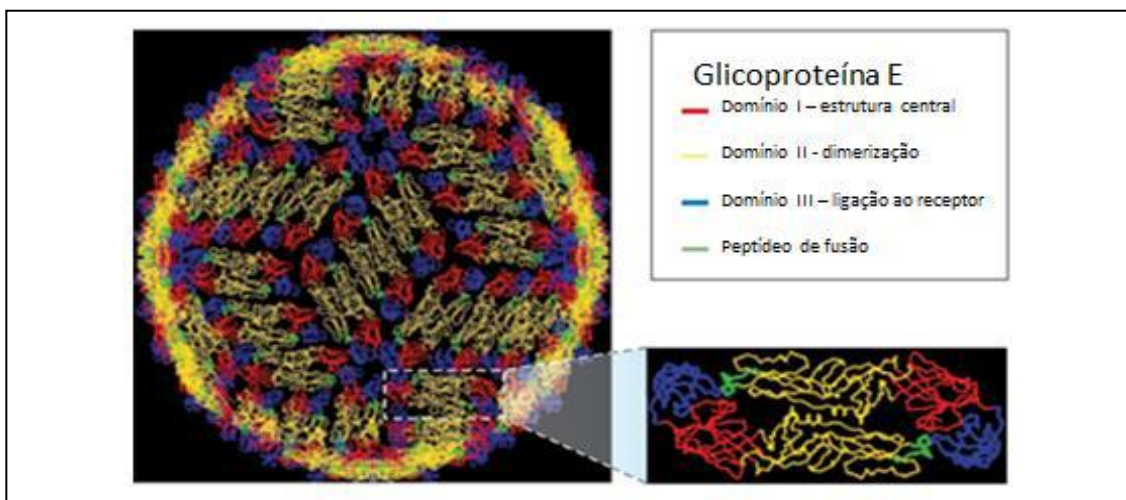 Glicoproteína E
Domínio I – estrutura central
Domínio II - dimerização
Domínio III – ligação ao receptor
Peptídeo de fusão